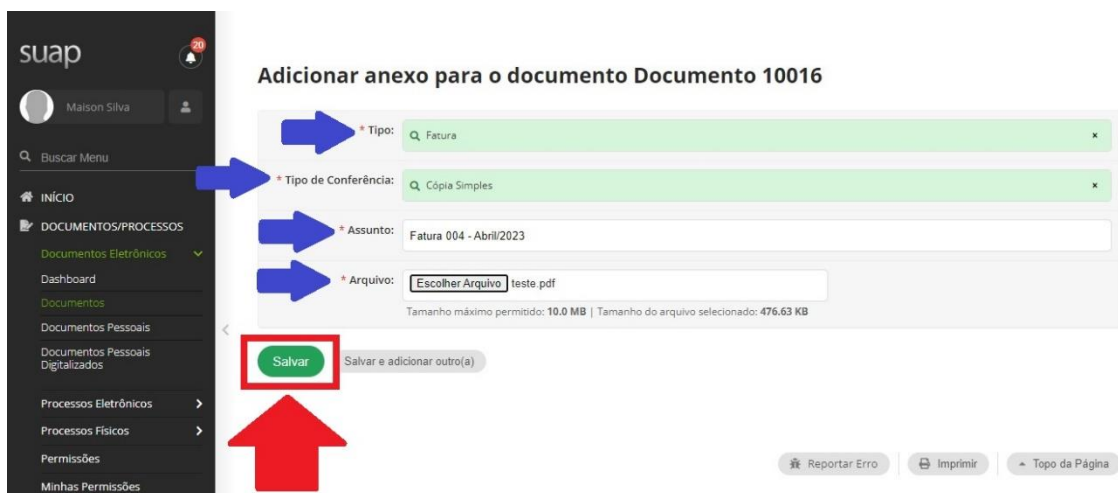 suap
20
Maison Silva
Buscar Menu
INÍCIO
DOCUMENTOS/PROCESSOS
Documentos Eletrônicos
Dashboard
Documentos
Documentos Pessoais
Documentos Pessoais
Digitalizados
Processos Eletrônicos
Processos Físicos
Permissões
Minhas Permissões
Adicionar anexo para o documento Documento 10016
* Tipo: Fatura ×
* Tipo de Conferência: Cópia Simples ×
* Assunto: Fatura 004 - Abril/2023
* Arquivo: Escolher Arquivo teste.pdf
Tamanho máximo permitido: 10.0 MB | Tamanho do arquivo selecionado: 476.63 KB
Salvar Salvar e adicionar outro(a)
Reportar Erro Imprimir Topo da Página